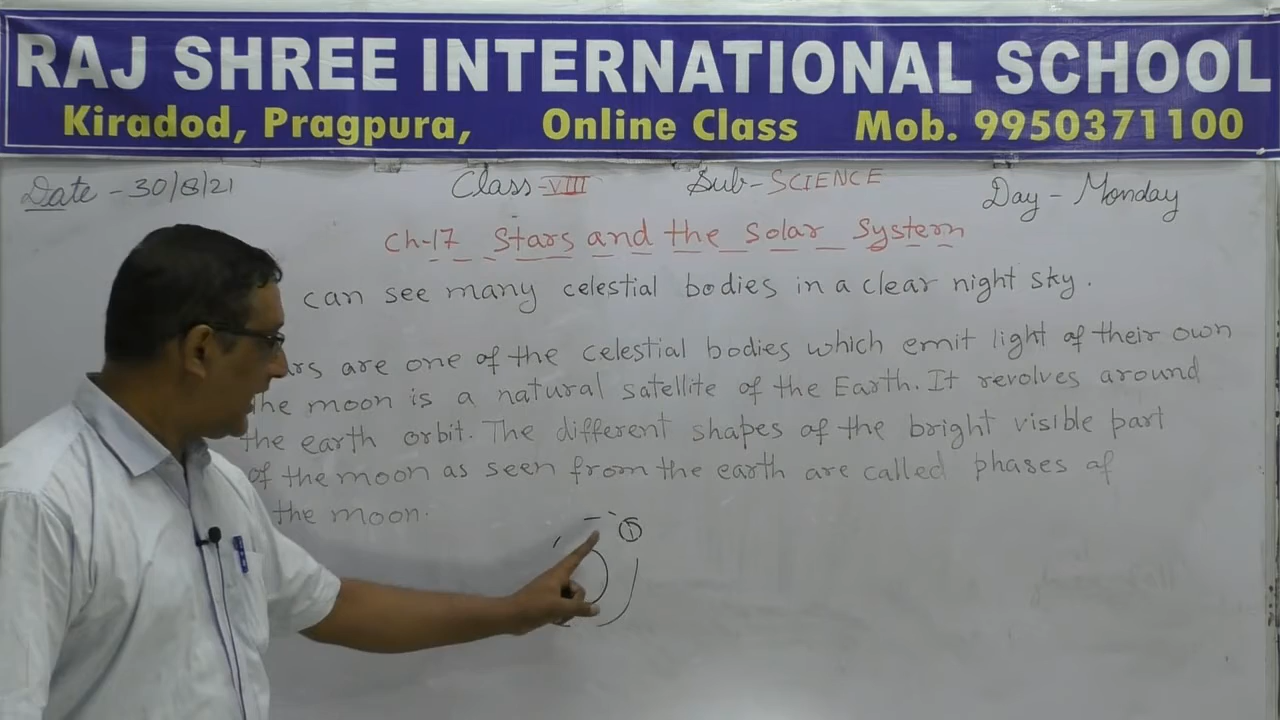 RAJ SHREE INTERNATIONAL SCHOOL
Kiradod, Pragpura, Online Class Mob. 9950371100
Date - 30/8/21 Class-VIII Sub-SCIENCE Day - Monday
Ch-17 Stars and the Solar System
can see many celestial bodies in a clear night sky.
rs are one of the celestial bodies which emit light of their own
The moon is a natural satellite of the Earth. It revolves around
the earth orbit. The different shapes of the bright visible part
of the moon as seen from the earth are called phases of
the moon.
1